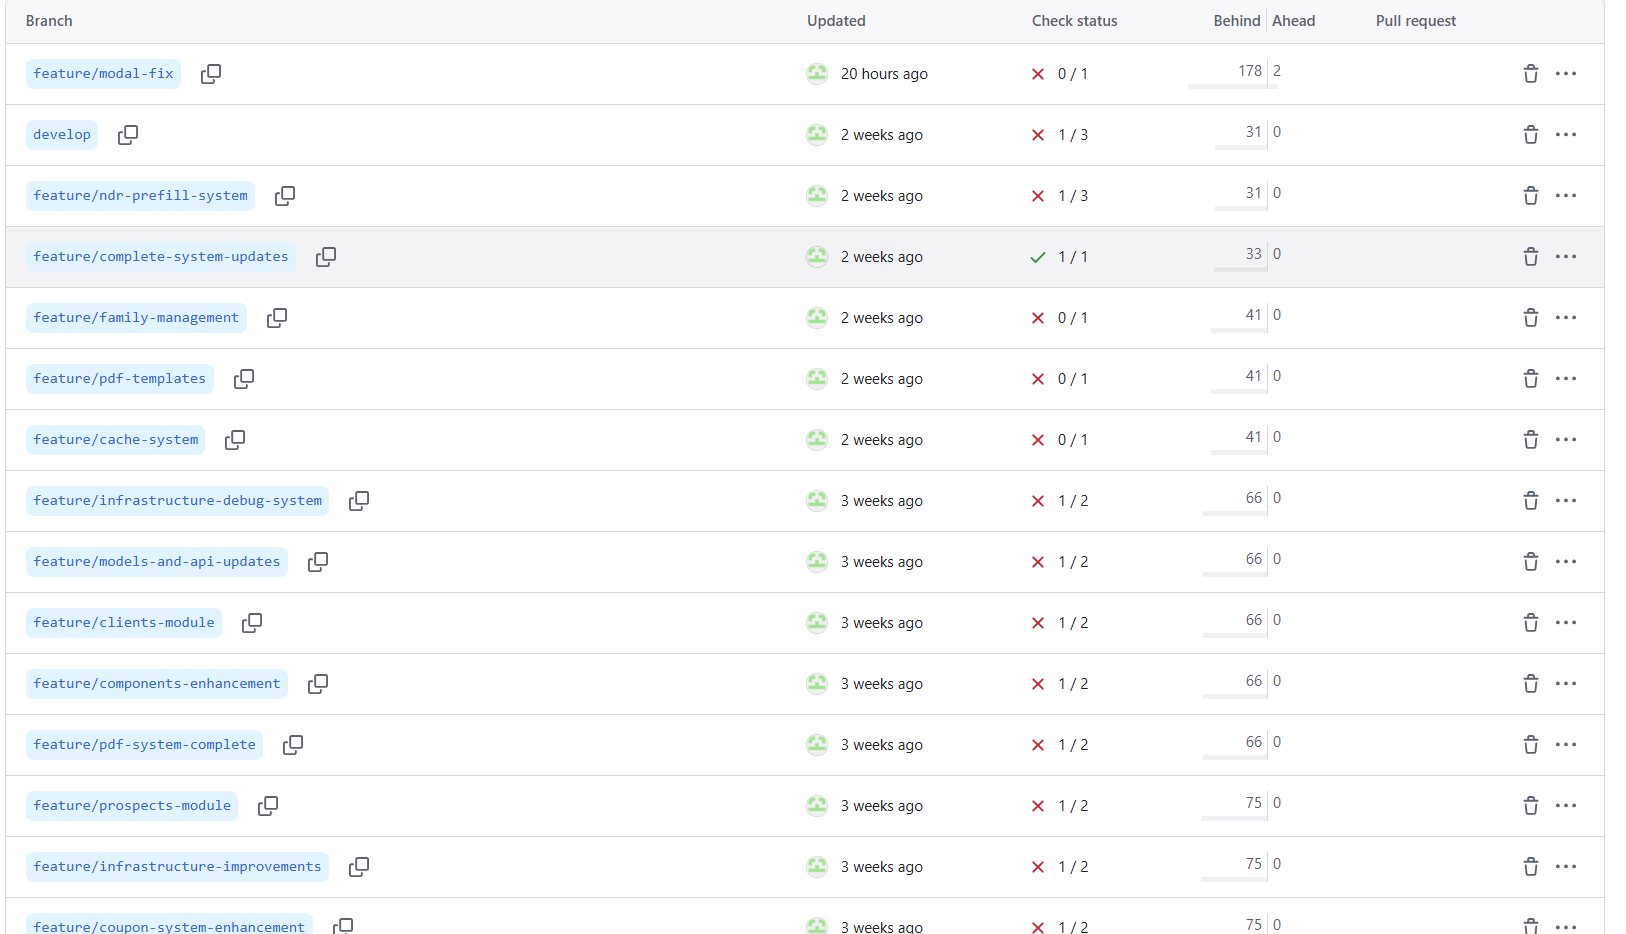 Branch Updated Check status Behind Ahead Pull request
feature/modal-fix 20 hours ago 0 / 1 178 2
develop 2 weeks ago 1 / 3 31 0
feature/ndr-prefill-system 2 weeks ago 1 / 3 31 0
feature/complete-system-updates 2 weeks ago 1 / 1 33 0
feature/family-management 2 weeks ago 0 / 1 41 0
feature/pdf-templates 2 weeks ago 0 / 1 41 0
feature/cache-system 2 weeks ago 0 / 1 41 0
feature/infrastructure-debug-system 3 weeks ago 1 / 2 66 0
feature/models-and-api-updates 3 weeks ago 1 / 2 66 0
feature/clients-module 3 weeks ago 1 / 2 66 0
feature/components-enhancement 3 weeks ago 1 / 2 66 0
feature/pdf-system-complete 3 weeks ago 1 / 2 66 0
feature/prospects-module 3 weeks ago 1 / 2 75 0
feature/infrastructure-improvements 3 weeks ago 1 / 2 75 0
feature/coupon-system-enhancement 3 weeks ago 1 / 2 75 0